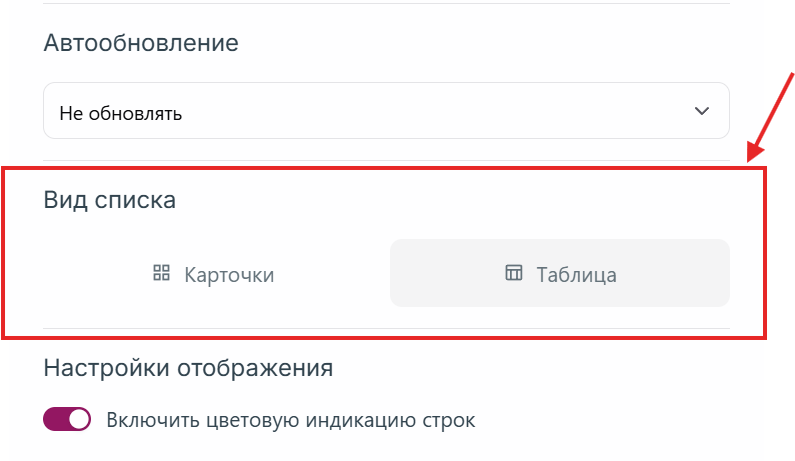 Автообновление
Не обновлять
Вид списка
Карточки Таблица
Настройки отображения
Включить цветовую индикацию строк